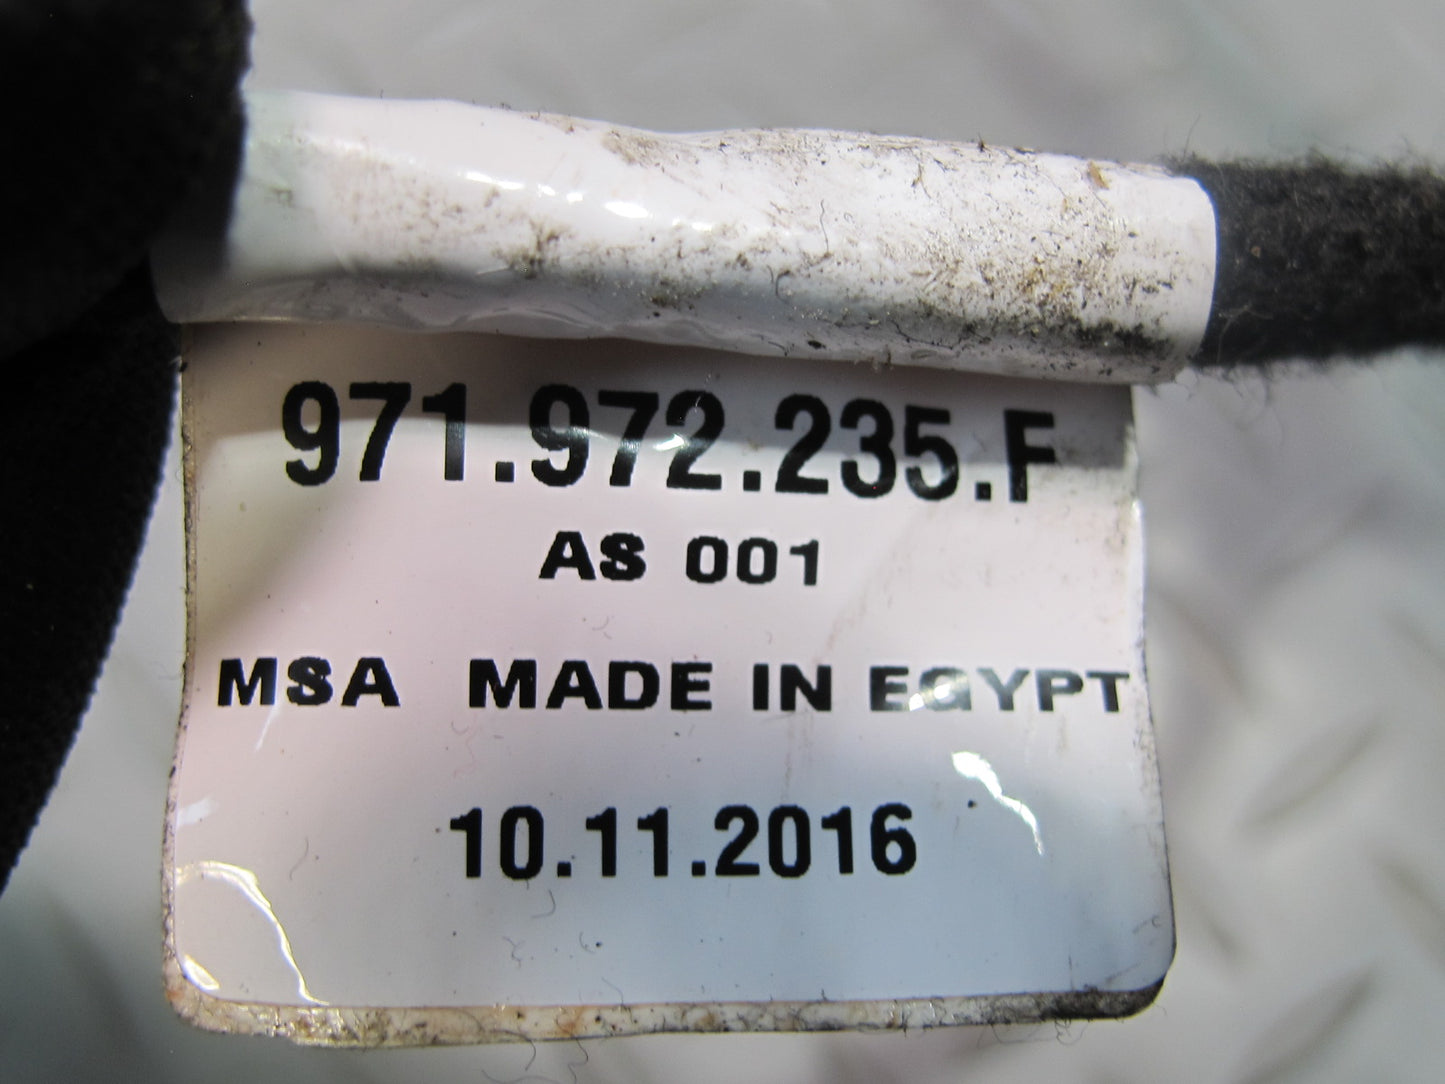 971.972.235.F
AS 001
MSA MADE IN EGYPT
10.11.2016